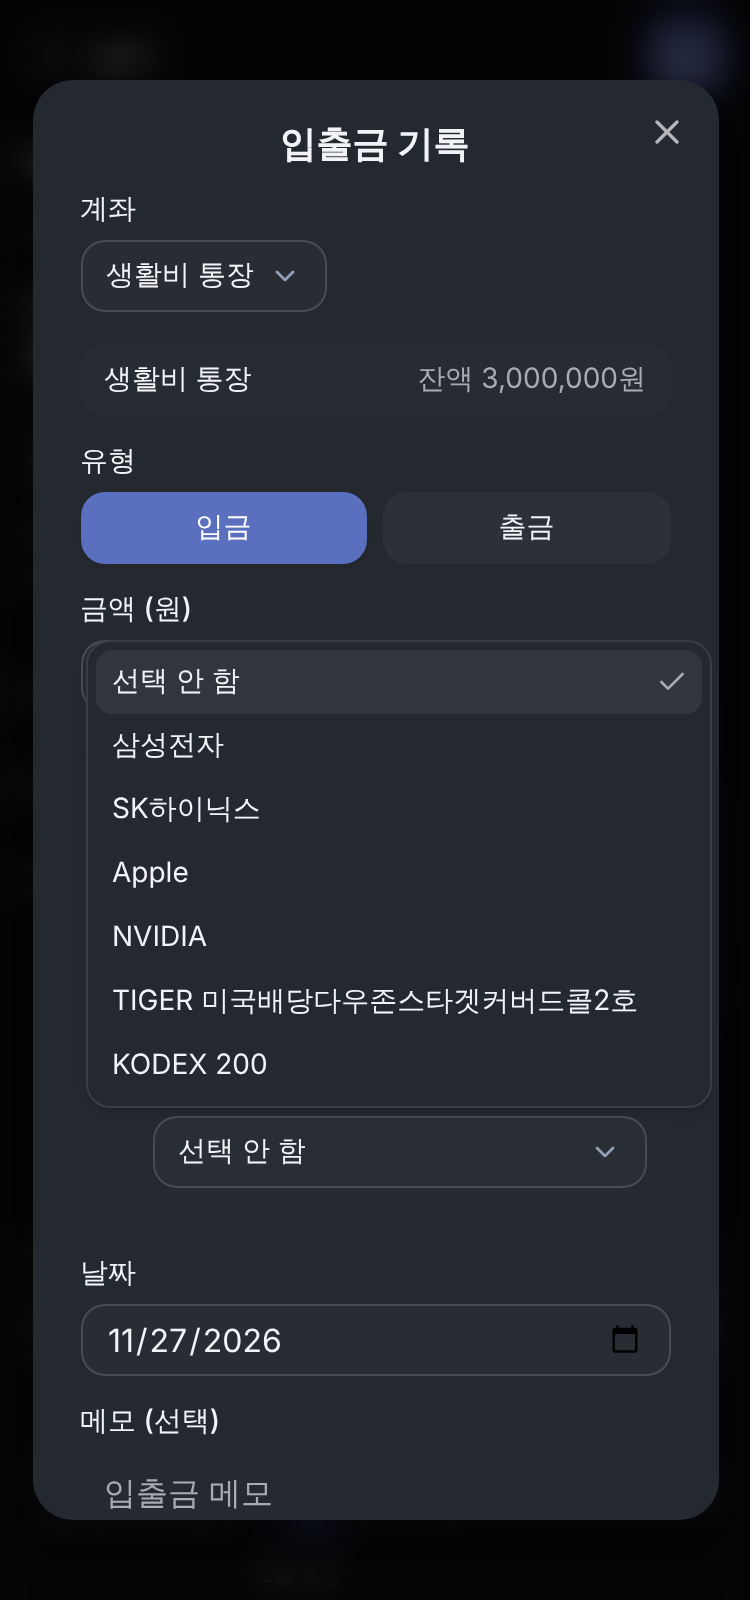 입출금 기록
계좌
생활비 통장
생활비 통장 잔액 3,000,000원
유형
입금 출금
금액 (원)
선택 안 함
삼성전자
SK하이닉스
Apple
NVIDIA
TIGER 미국배당다우존스타겟커버드콜2호
KODEX 200
선택 안 함
날짜
11/27/2026
메모 (선택)
입출금 메모